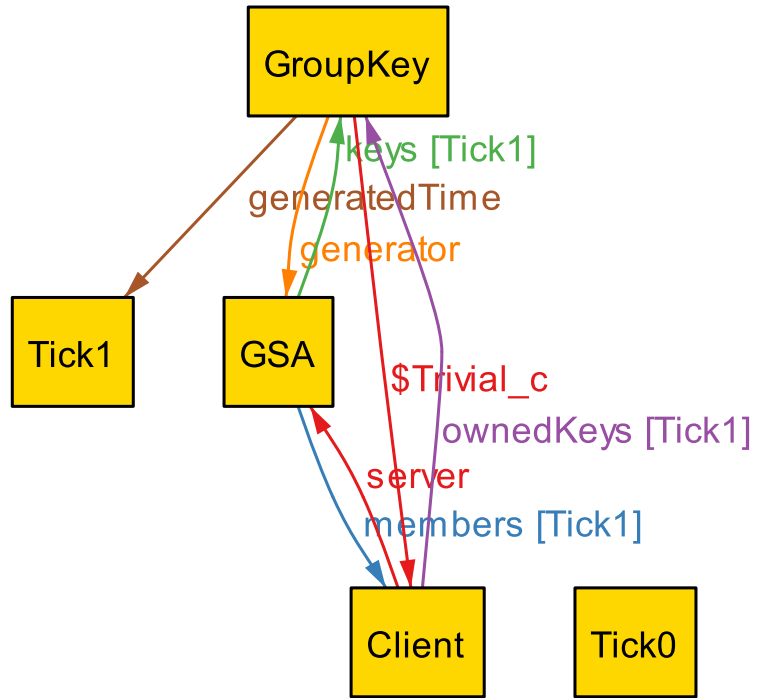 GroupKey
keys [Tick1]
generatedTime
generator
Tick1
GSA
$Trivial_c
ownedKeys [Tick1]
server
members [Tick1]
Client
Tick0